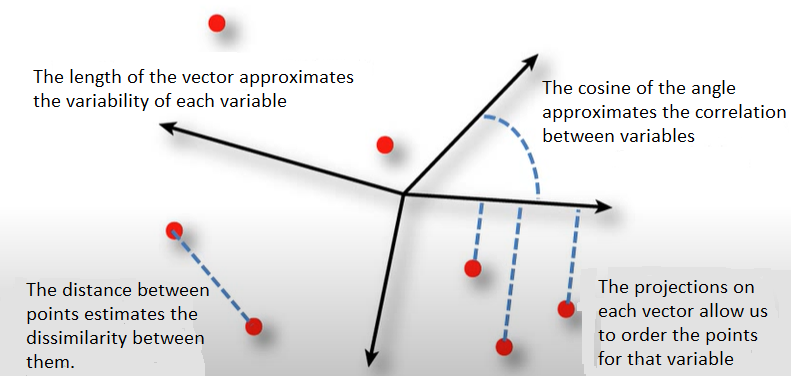 The length of the vector approximates
the variability of each variable
The cosine of the angle
approximates the correlation
between variables
The distance between
points estimates the
dissimilarity between
them.
The projections on
each vector allow us
to order the points
for that variable